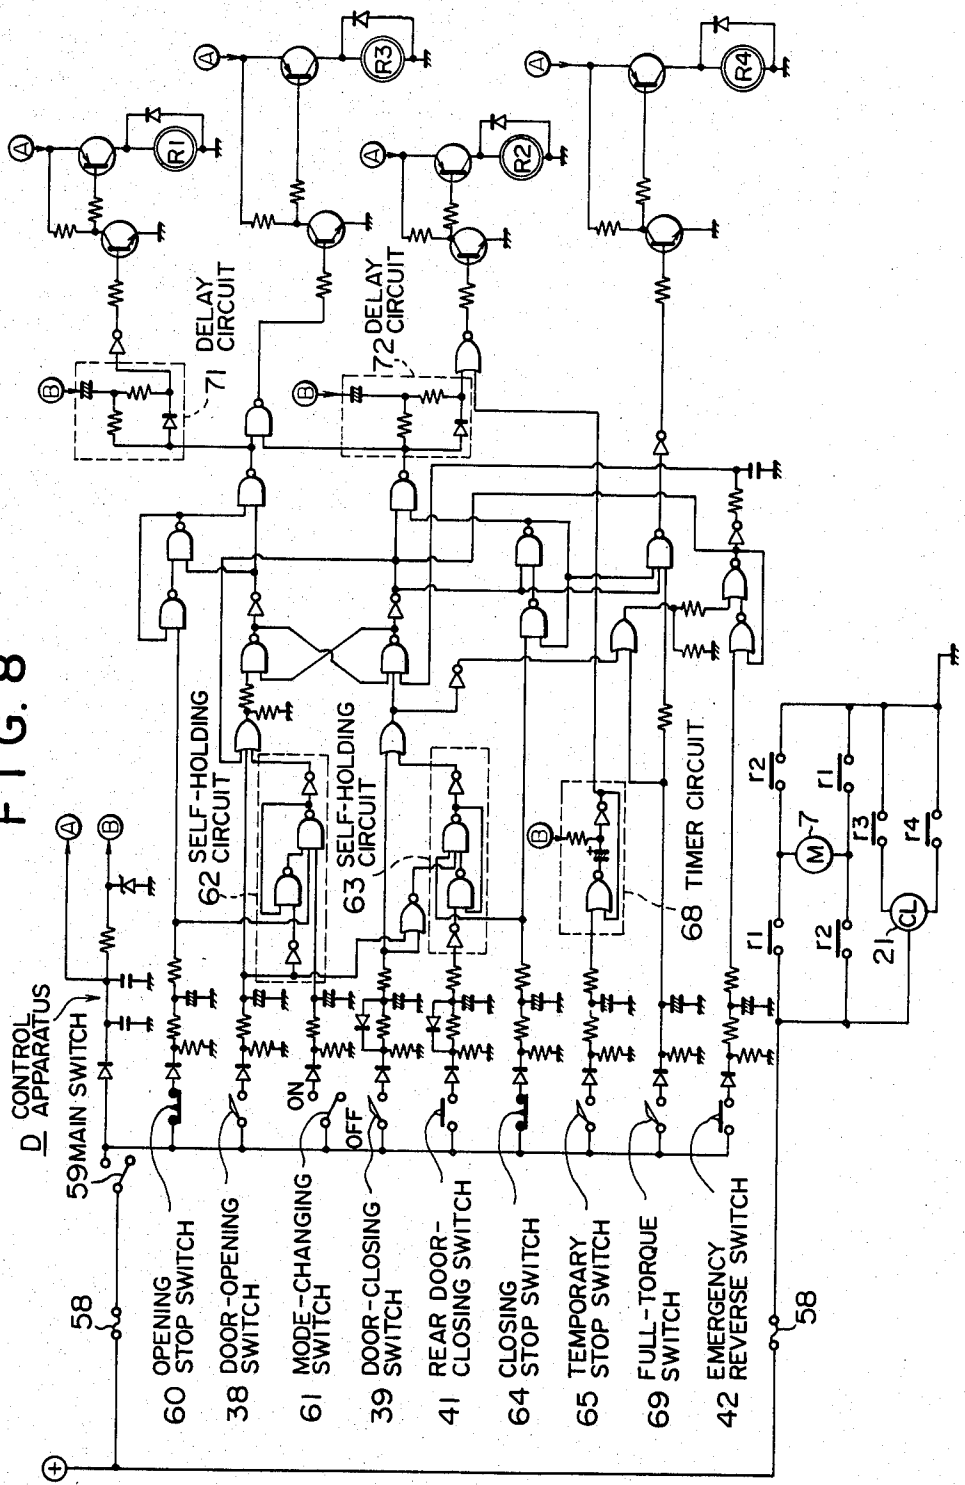 FIG. 8
D CONTROL
APPARATUS
59 MAIN SWITCH
58
A
B
60 OPENING
STOP SWITCH
38 DOOR-OPENING
SWITCH
61 MODE-CHANGING
SWITCH
ON
OFF
39 DOOR-CLOSING
SWITCH
41 REAR DOOR-
CLOSING SWITCH
64 CLOSING
STOP SWITCH
65 TEMPORARY
STOP SWITCH
69 FULL-TORQUE
SWITCH
42 EMERGENCY
REVERSE SWITCH
58
SELF-HOLDING
CIRCUIT
62
SELF-HOLDING
CIRCUIT
63
B
68 TIMER CIRCUIT
B
DELAY
CIRCUIT
71
B
72 DELAY
CIRCUIT
A
R1
A
R3
A
R2
A
R4
r1
r2
r2
r1
M
7
r3
r4
CL
21
+
+